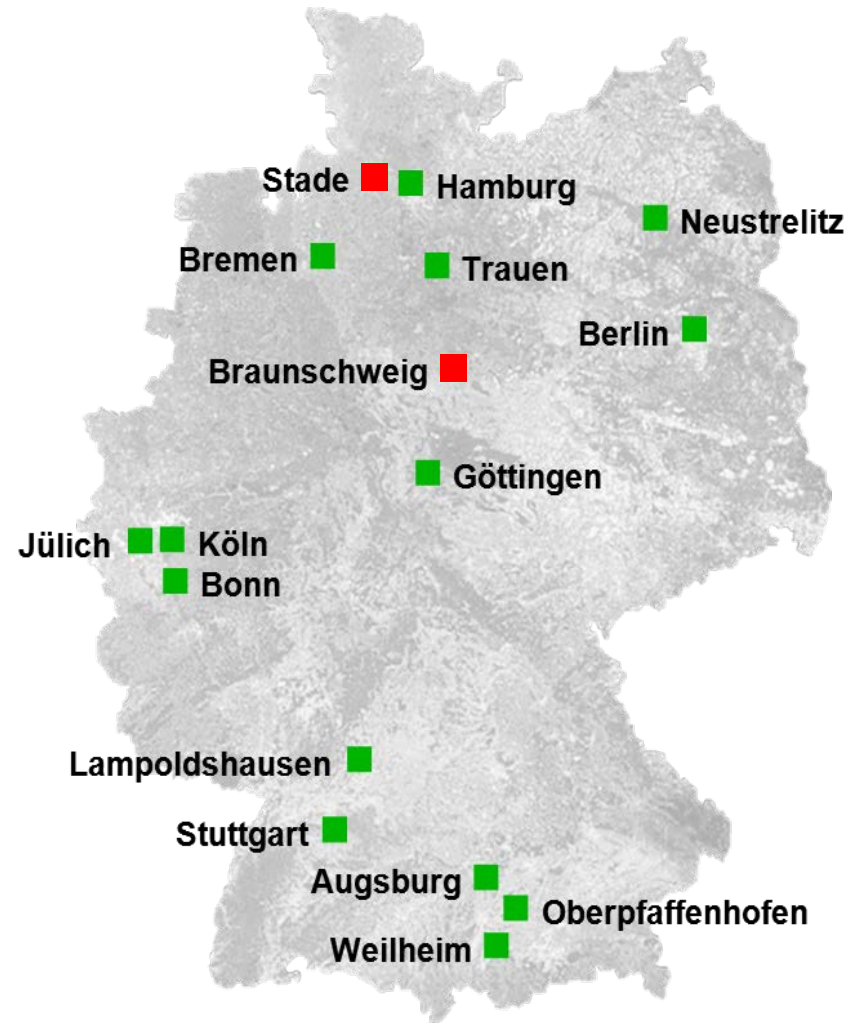 Stade
Hamburg
Neustrelitz
Bremen
Trauen
Berlin
Braunschweig
Göttingen
Jülich
Köln
Bonn
Lampoldshausen
Stuttgart
Augsburg
Oberpfaffenhofen
Weilheim